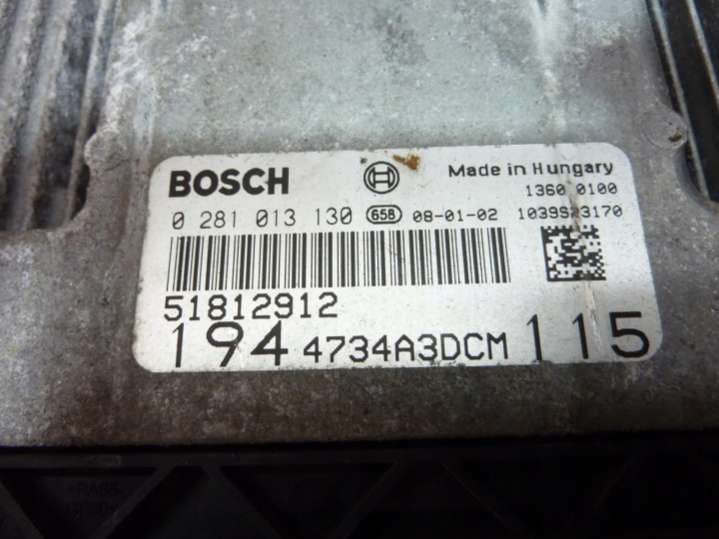 BOSCH
Made in Hungary
1360 0100
0 281 013 130 658 08-01-02 1039S23170
51812912
194 4734A3DCM 115